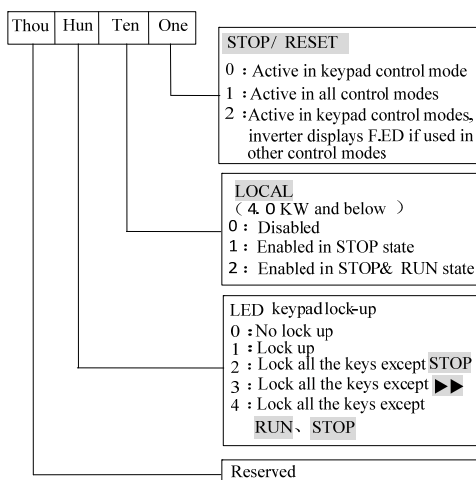 Thou Hun Ten One
STOP/ RESET
0：Active in keypad control mode
1：Active in all control modes
2：Active in keypad control modes,
inverter displays F.ED if used in
other control modes
LOCAL
（4.0 KW and below ）
0：Disabled
1：Enabled in STOP state
2：Enabled in STOP& RUN state
LED keypad lock-up
0：No lock up
1：Lock up
2：Lock all the keys except STOP
3：Lock all the keys except ▶▶
4：Lock all the keys except
RUN、STOP
Reserved